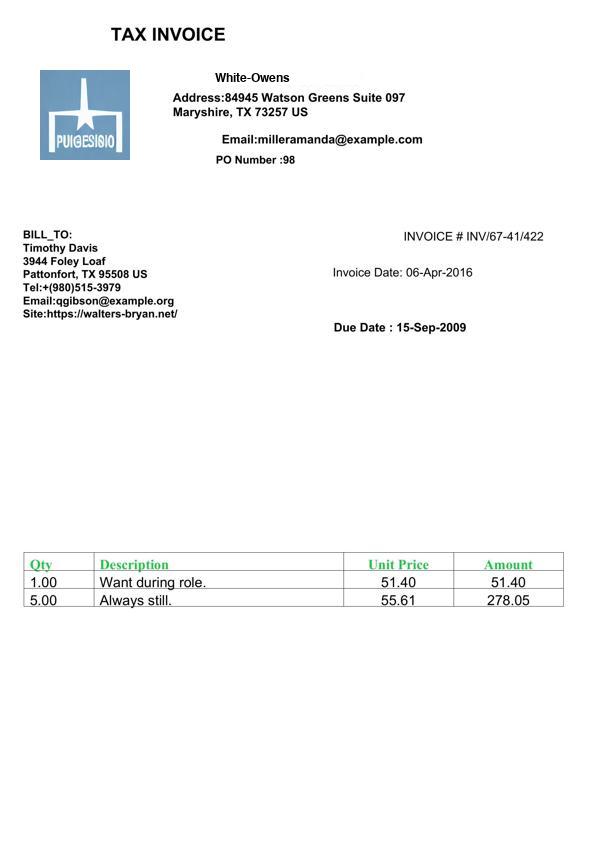 TAX INVOICE
PUIGESISIO
White-Owens
Address:84945 Watson Greens Suite 097
Maryshire, TX 73257 US
Email:milleramanda@example.com
PO Number :98
BILL_TO:
Timothy Davis
3944 Foley Loaf
Pattonfort, TX 95508 US
Tel:+(980)515-3979
Email:qgibson@example.org
Site:https://walters-bryan.net/
INVOICE # INV/67-41/422
Invoice Date: 06-Apr-2016
Due Date : 15-Sep-2009
Qty Description Unit Price Amount
1.00 Want during role. 51.40 51.40
5.00 Always still. 55.61 278.05